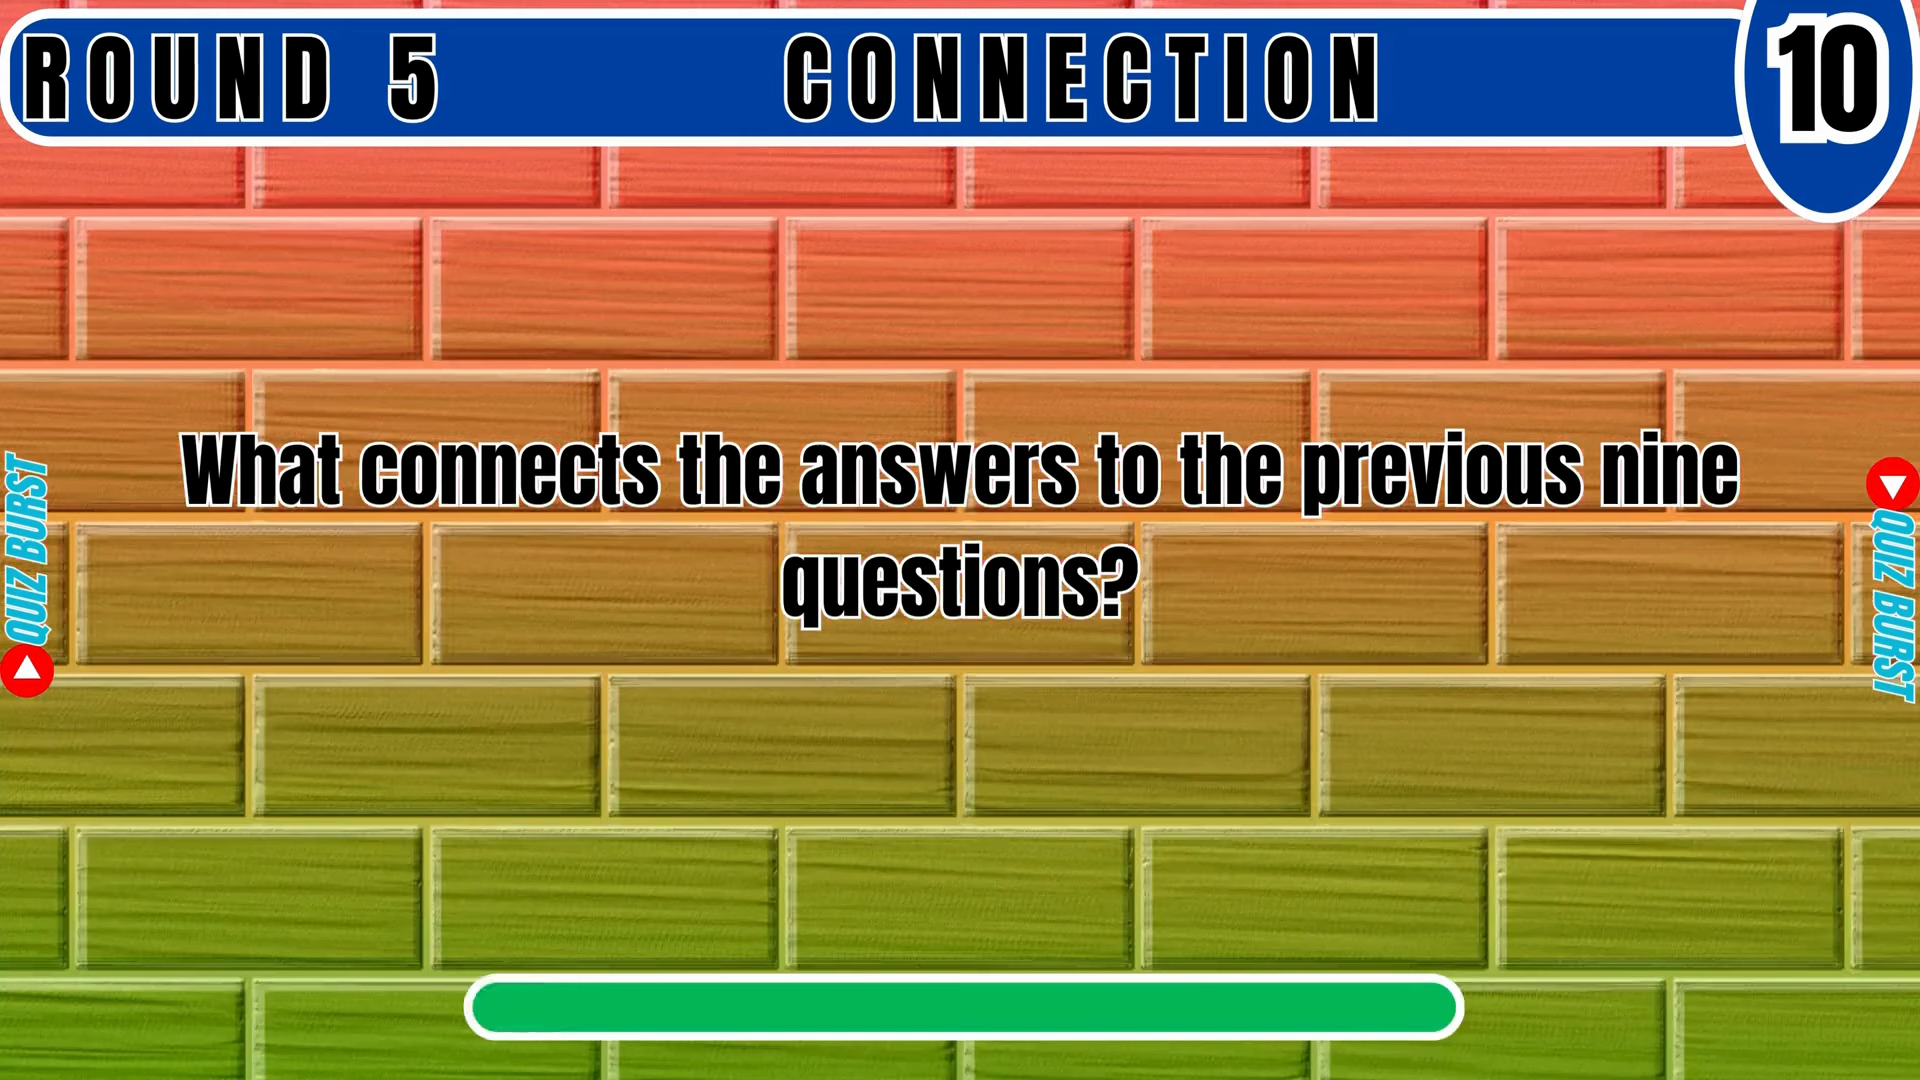 ROUND 5
CONNECTION
10
What connects the answers to the previous nine
questions?
QUIZ BURST
QUIZ BURST